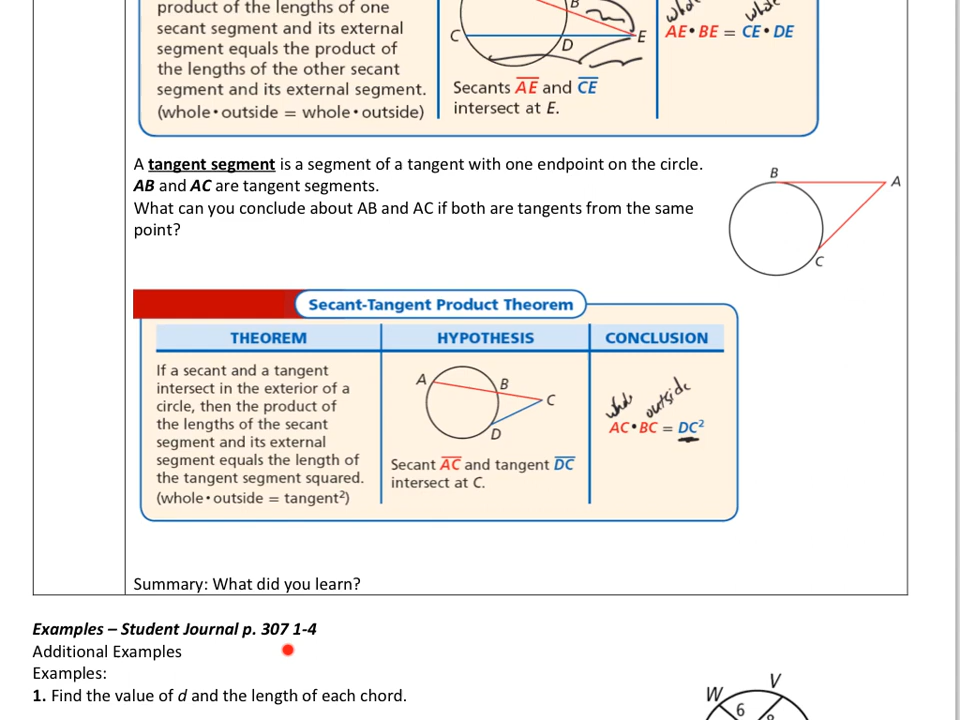 product of the lengths of one
secant segment and its external
segment equals the product of
the lengths of the other secant
segment and its external segment.
(whole • outside = whole • outside)
B
C
D
E
Secants AE and CE
intersect at E.
whole whole
AE • BE = CE • DE
A tangent segment is a segment of a tangent with one endpoint on the circle.
AB and AC are tangent segments.
What can you conclude about AB and AC if both are tangents from the same
point?
B
A
C
Secant-Tangent Product Theorem
THEOREM
HYPOTHESIS
CONCLUSION
If a secant and a tangent
intersect in the exterior of a
circle, then the product of
the lengths of the secant
segment and its external
segment equals the length of
the tangent segment squared.
(whole • outside = tangent²)
A
B
C
D
Secant AC and tangent DC
intersect at C.
outside
AC • BC = DC²
Summary: What did you learn?
Examples – Student Journal p. 307 1-4
Additional Examples
Examples:
1. Find the value of d and the length of each chord.
W
V
6